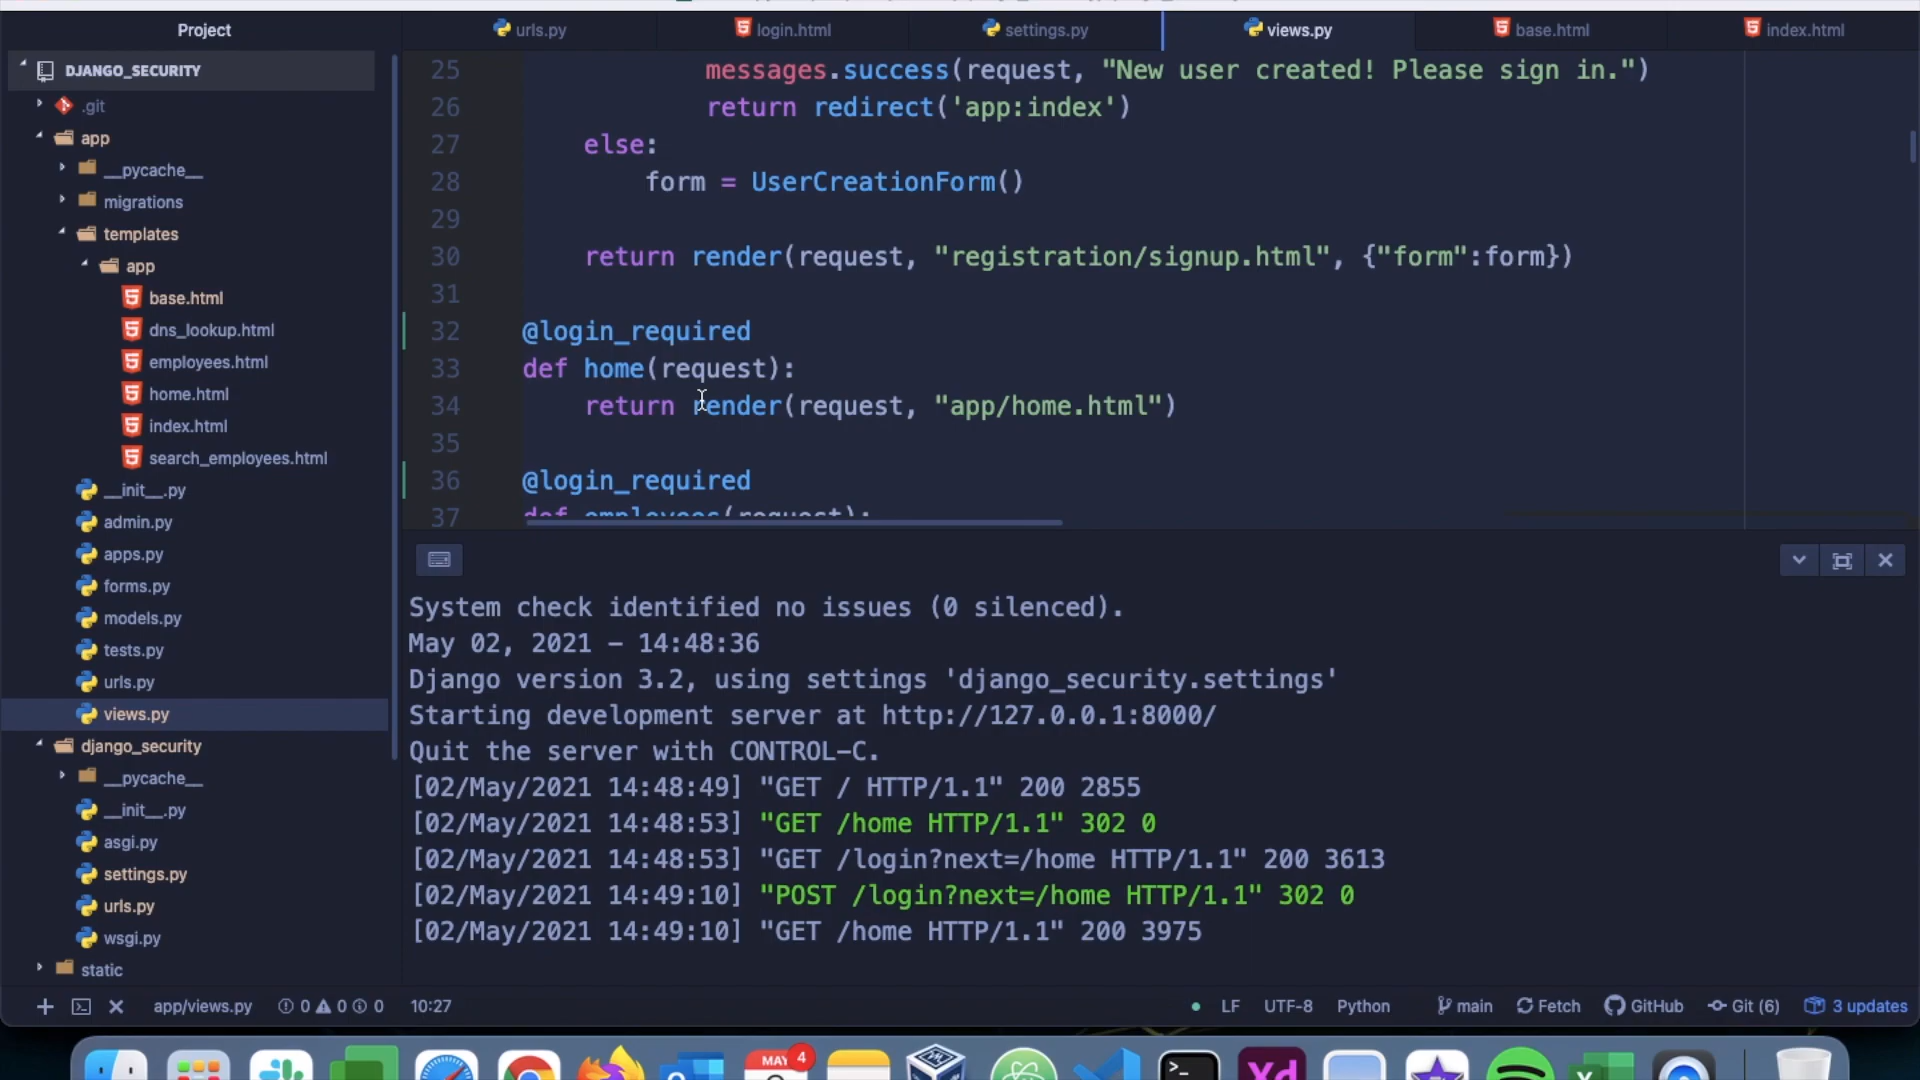 Project
urls.py
login.html
settings.py
views.py
base.html
index.html
DJANGO_SECURITY
.git
app
__pycache__
migrations
templates
app
base.html
dns_lookup.html
employees.html
home.html
index.html
search_employees.html
__init__.py
admin.py
apps.py
forms.py
models.py
tests.py
urls.py
views.py
django_security
__pycache__
__init__.py
asgi.py
settings.py
urls.py
wsgi.py
static
25 messages.success(request, "New user created! Please sign in.")
26 return redirect('app:index')
27 else:
28 form = UserCreationForm()
29
30 return render(request, "registration/signup.html", {"form":form})
31
32 @login_required
33 def home(request):
34 return render(request, "app/home.html")
35
36 @login_required
37 def employees(request):
System check identified no issues (0 silenced).
May 02, 2021 - 14:48:36
Django version 3.2, using settings 'django_security.settings'
Starting development server at http://127.0.0.1:8000/
Quit the server with CONTROL-C.
[02/May/2021 14:48:49] "GET / HTTP/1.1" 200 2855
[02/May/2021 14:48:53] "GET /home HTTP/1.1" 302 0
[02/May/2021 14:48:53] "GET /login?next=/home HTTP/1.1" 200 3613
[02/May/2021 14:49:10] "POST /login?next=/home HTTP/1.1" 302 0
[02/May/2021 14:49:10] "GET /home HTTP/1.1" 200 3975
app/views.py 0 0 0 10:27 LF UTF-8 Python main Fetch GitHub Git (6) 3 updates
MAY 4
Xd